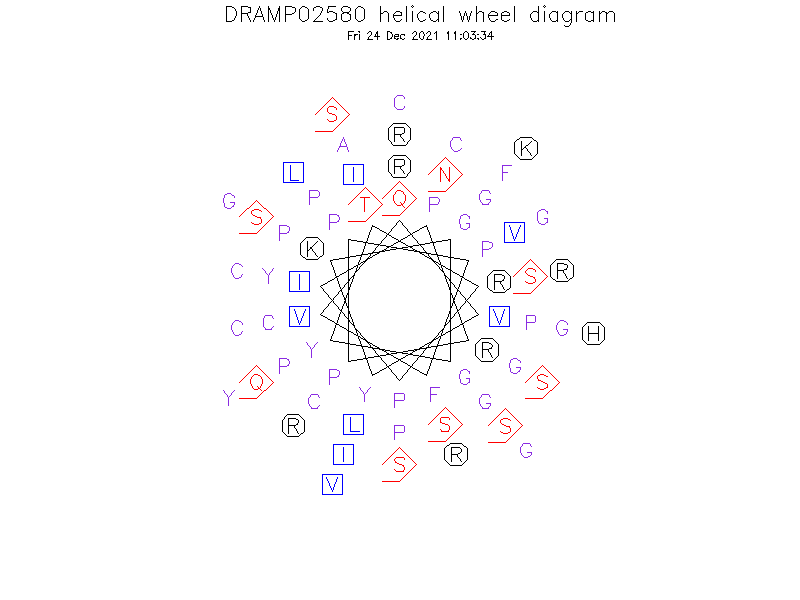 DRAMP02580 helical wheel diagram
Fri 24 Dec 2021 11:03:34
C
S
R
A C K
L I R N F
G P T Q P G
S P G G
P V
K P
C Y I R S R
C C V V P G H
Y R
P G
Q P G S
Y C Y P F G
R L P S S
I R G
S
V